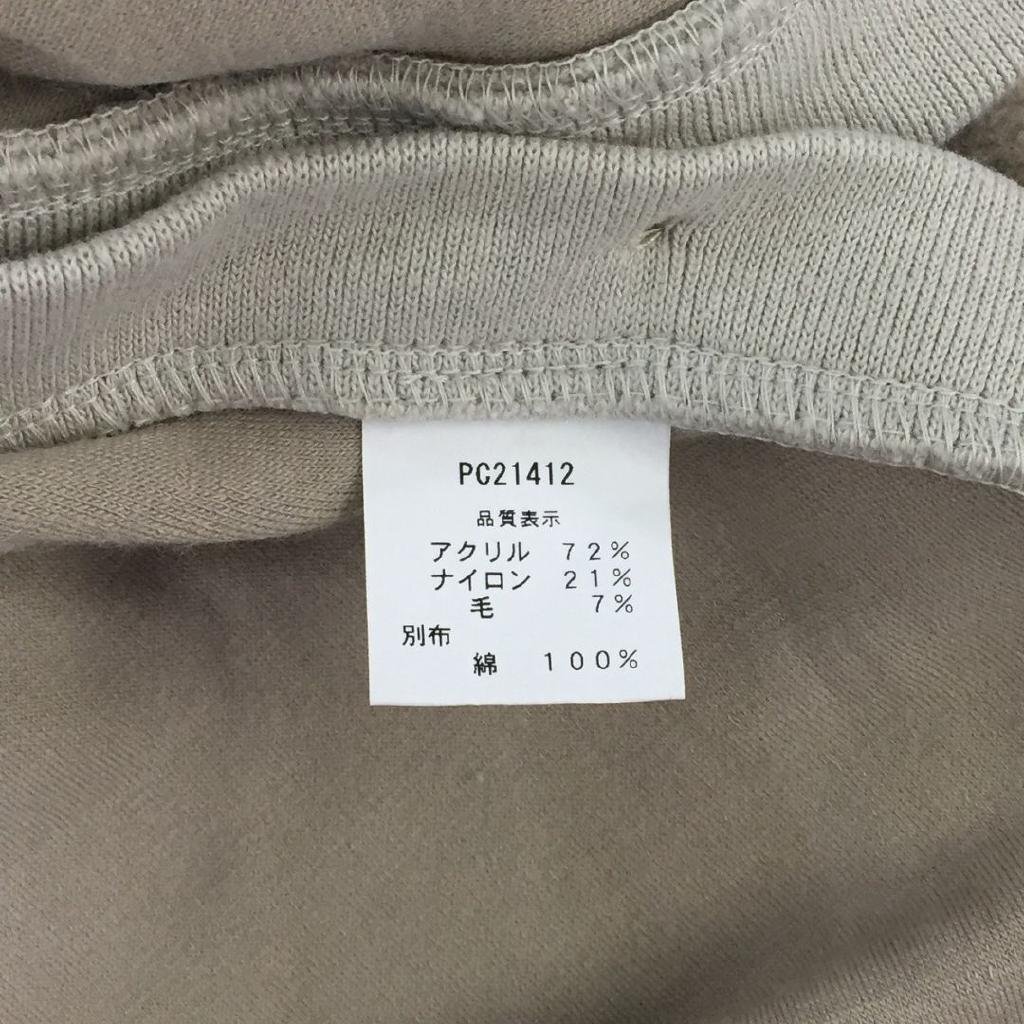 PC21412
品質表示
アクリル 72%
ナイロン 21%
毛 7%
別布
綿 100%